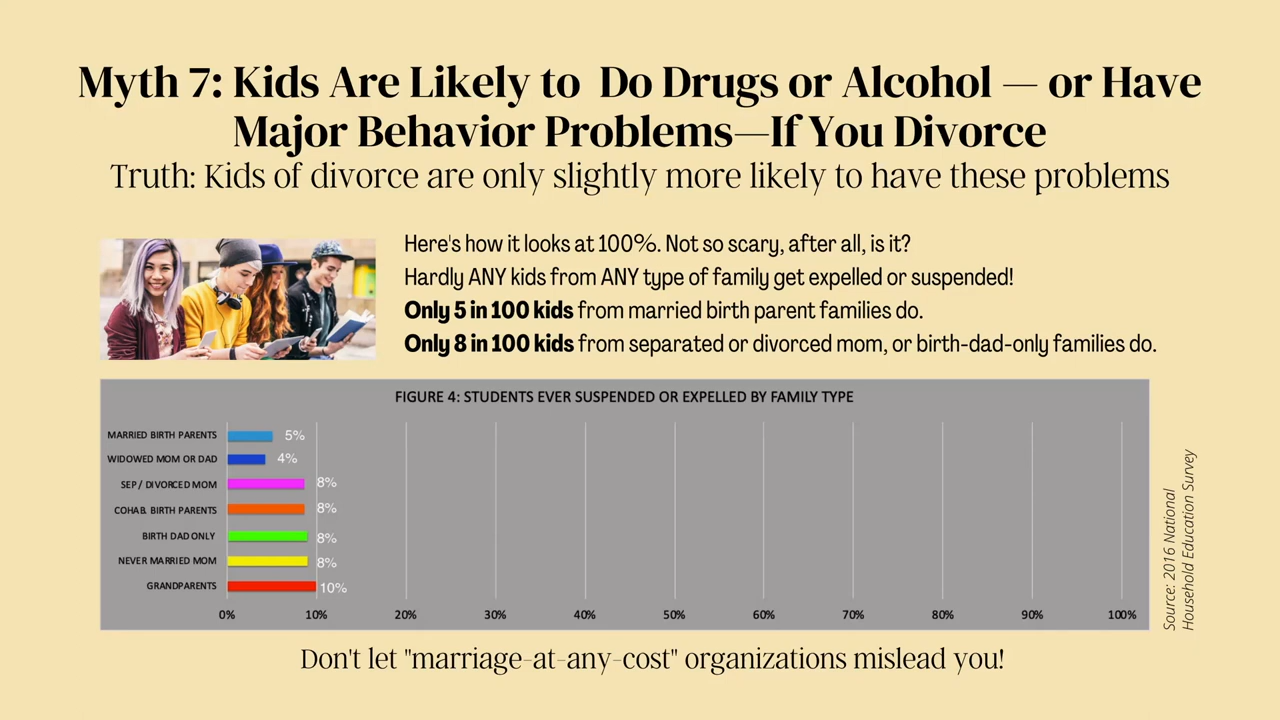 Myth 7: Kids Are Likely to Do Drugs or Alcohol — or Have
Major Behavior Problems—If You Divorce
Truth: Kids of divorce are only slightly more likely to have these problems
Here's how it looks at 100%. Not so scary, after all, is it?
Hardly ANY kids from ANY type of family get expelled or suspended!
Only 5 in 100 kids from married birth parent families do.
Only 8 in 100 kids from separated or divorced mom, or birth-dad-only families do.
FIGURE 4: STUDENTS EVER SUSPENDED OR EXPELLED BY FAMILY TYPE
MARRIED BIRTH PARENTS 5%
WIDOWED MOM OR DAD 4%
SEP / DIVORCED MOM 8%
COHAB. BIRTH PARENTS 8%
BIRTH DAD ONLY 8%
NEVER MARRIED MOM 8%
GRANDPARENTS 10%
0% 10% 20% 30% 40% 50% 60% 70% 80% 90% 100%
Source: 2016 National
Household Education Survey
Don't let "marriage-at-any-cost" organizations mislead you!